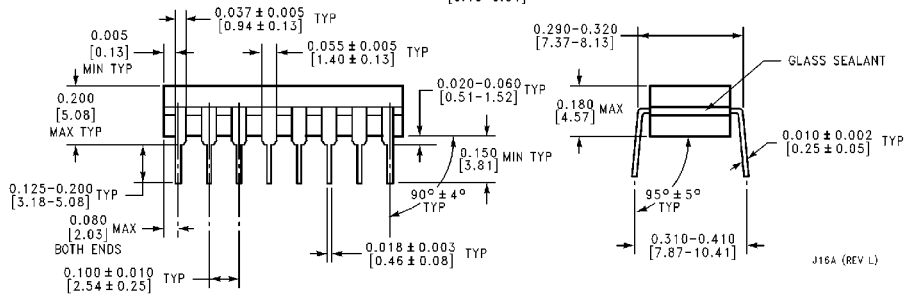 0.037 ± 0.005 TYP
[0.94 ± 0.13]
0.005
[0.13]
MIN TYP
0.055 ± 0.005 TYP
[1.40 ± 0.13]
0.200
[5.08]
MAX TYP
0.020-0.060 TYP
[0.51-1.52]
0.125-0.200 TYP
[3.18-5.08]
0.150 MIN TYP
[3.81]
90° ± 4°
TYP
0.080 MAX
[2.03]
BOTH ENDS
0.018 ± 0.003 TYP
[0.46 ± 0.08]
0.100 ± 0.010 TYP
[2.54 ± 0.25]
0.290-0.320
[7.37-8.13]
GLASS SEALANT
0.180 MAX
[4.57]
0.010 ± 0.002 TYP
[0.25 ± 0.05]
95° ± 5°
TYP
0.310-0.410
[7.87-10.41]
J16A (REV L)